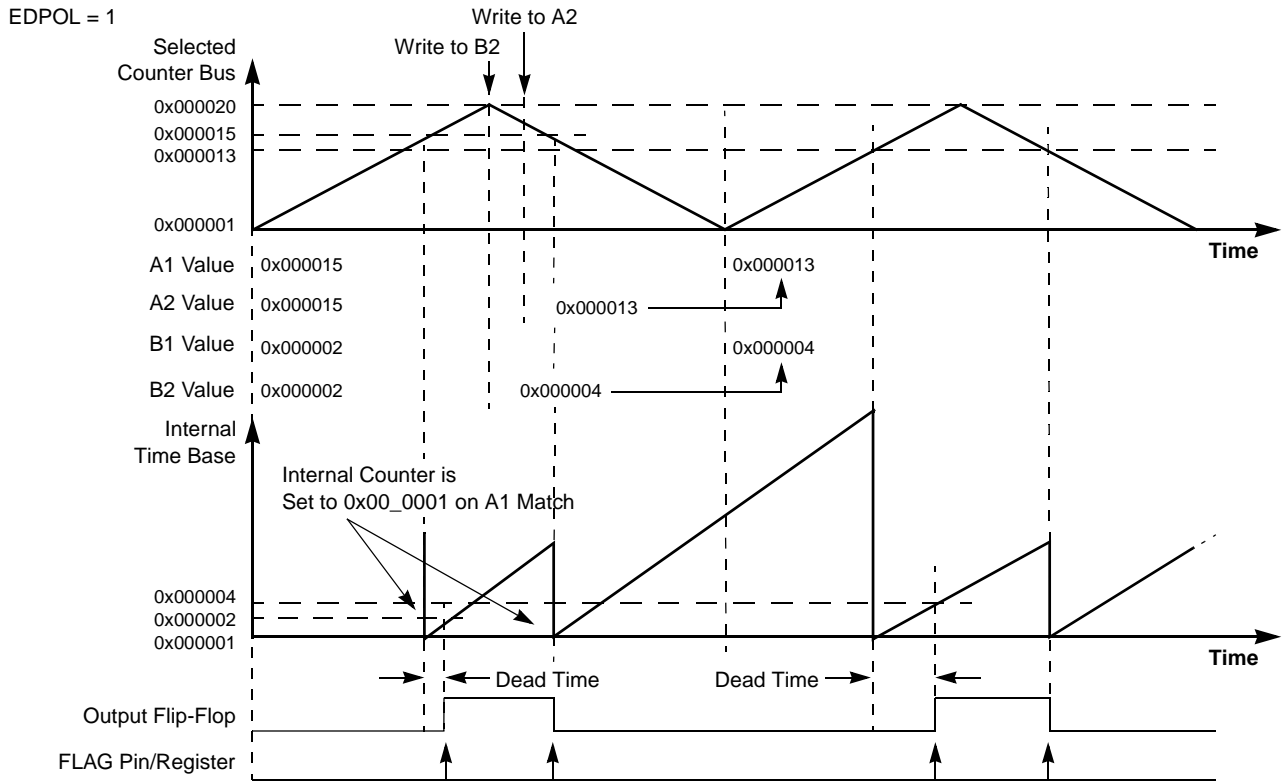 EDPOL = 1
Write to A2
Write to B2
Selected
Counter Bus
0x000020
0x000015
0x000013
0x000001
Time
A1 Value 0x000015 0x000013
A2 Value 0x000015 0x000013
B1 Value 0x000002 0x000004
B2 Value 0x000002 0x000004
Internal
Time Base
Internal Counter is
Set to 0x00_0001 on A1 Match
0x000004
0x000002
0x000001
Time
Dead Time Dead Time
Output Flip-Flop
FLAG Pin/Register